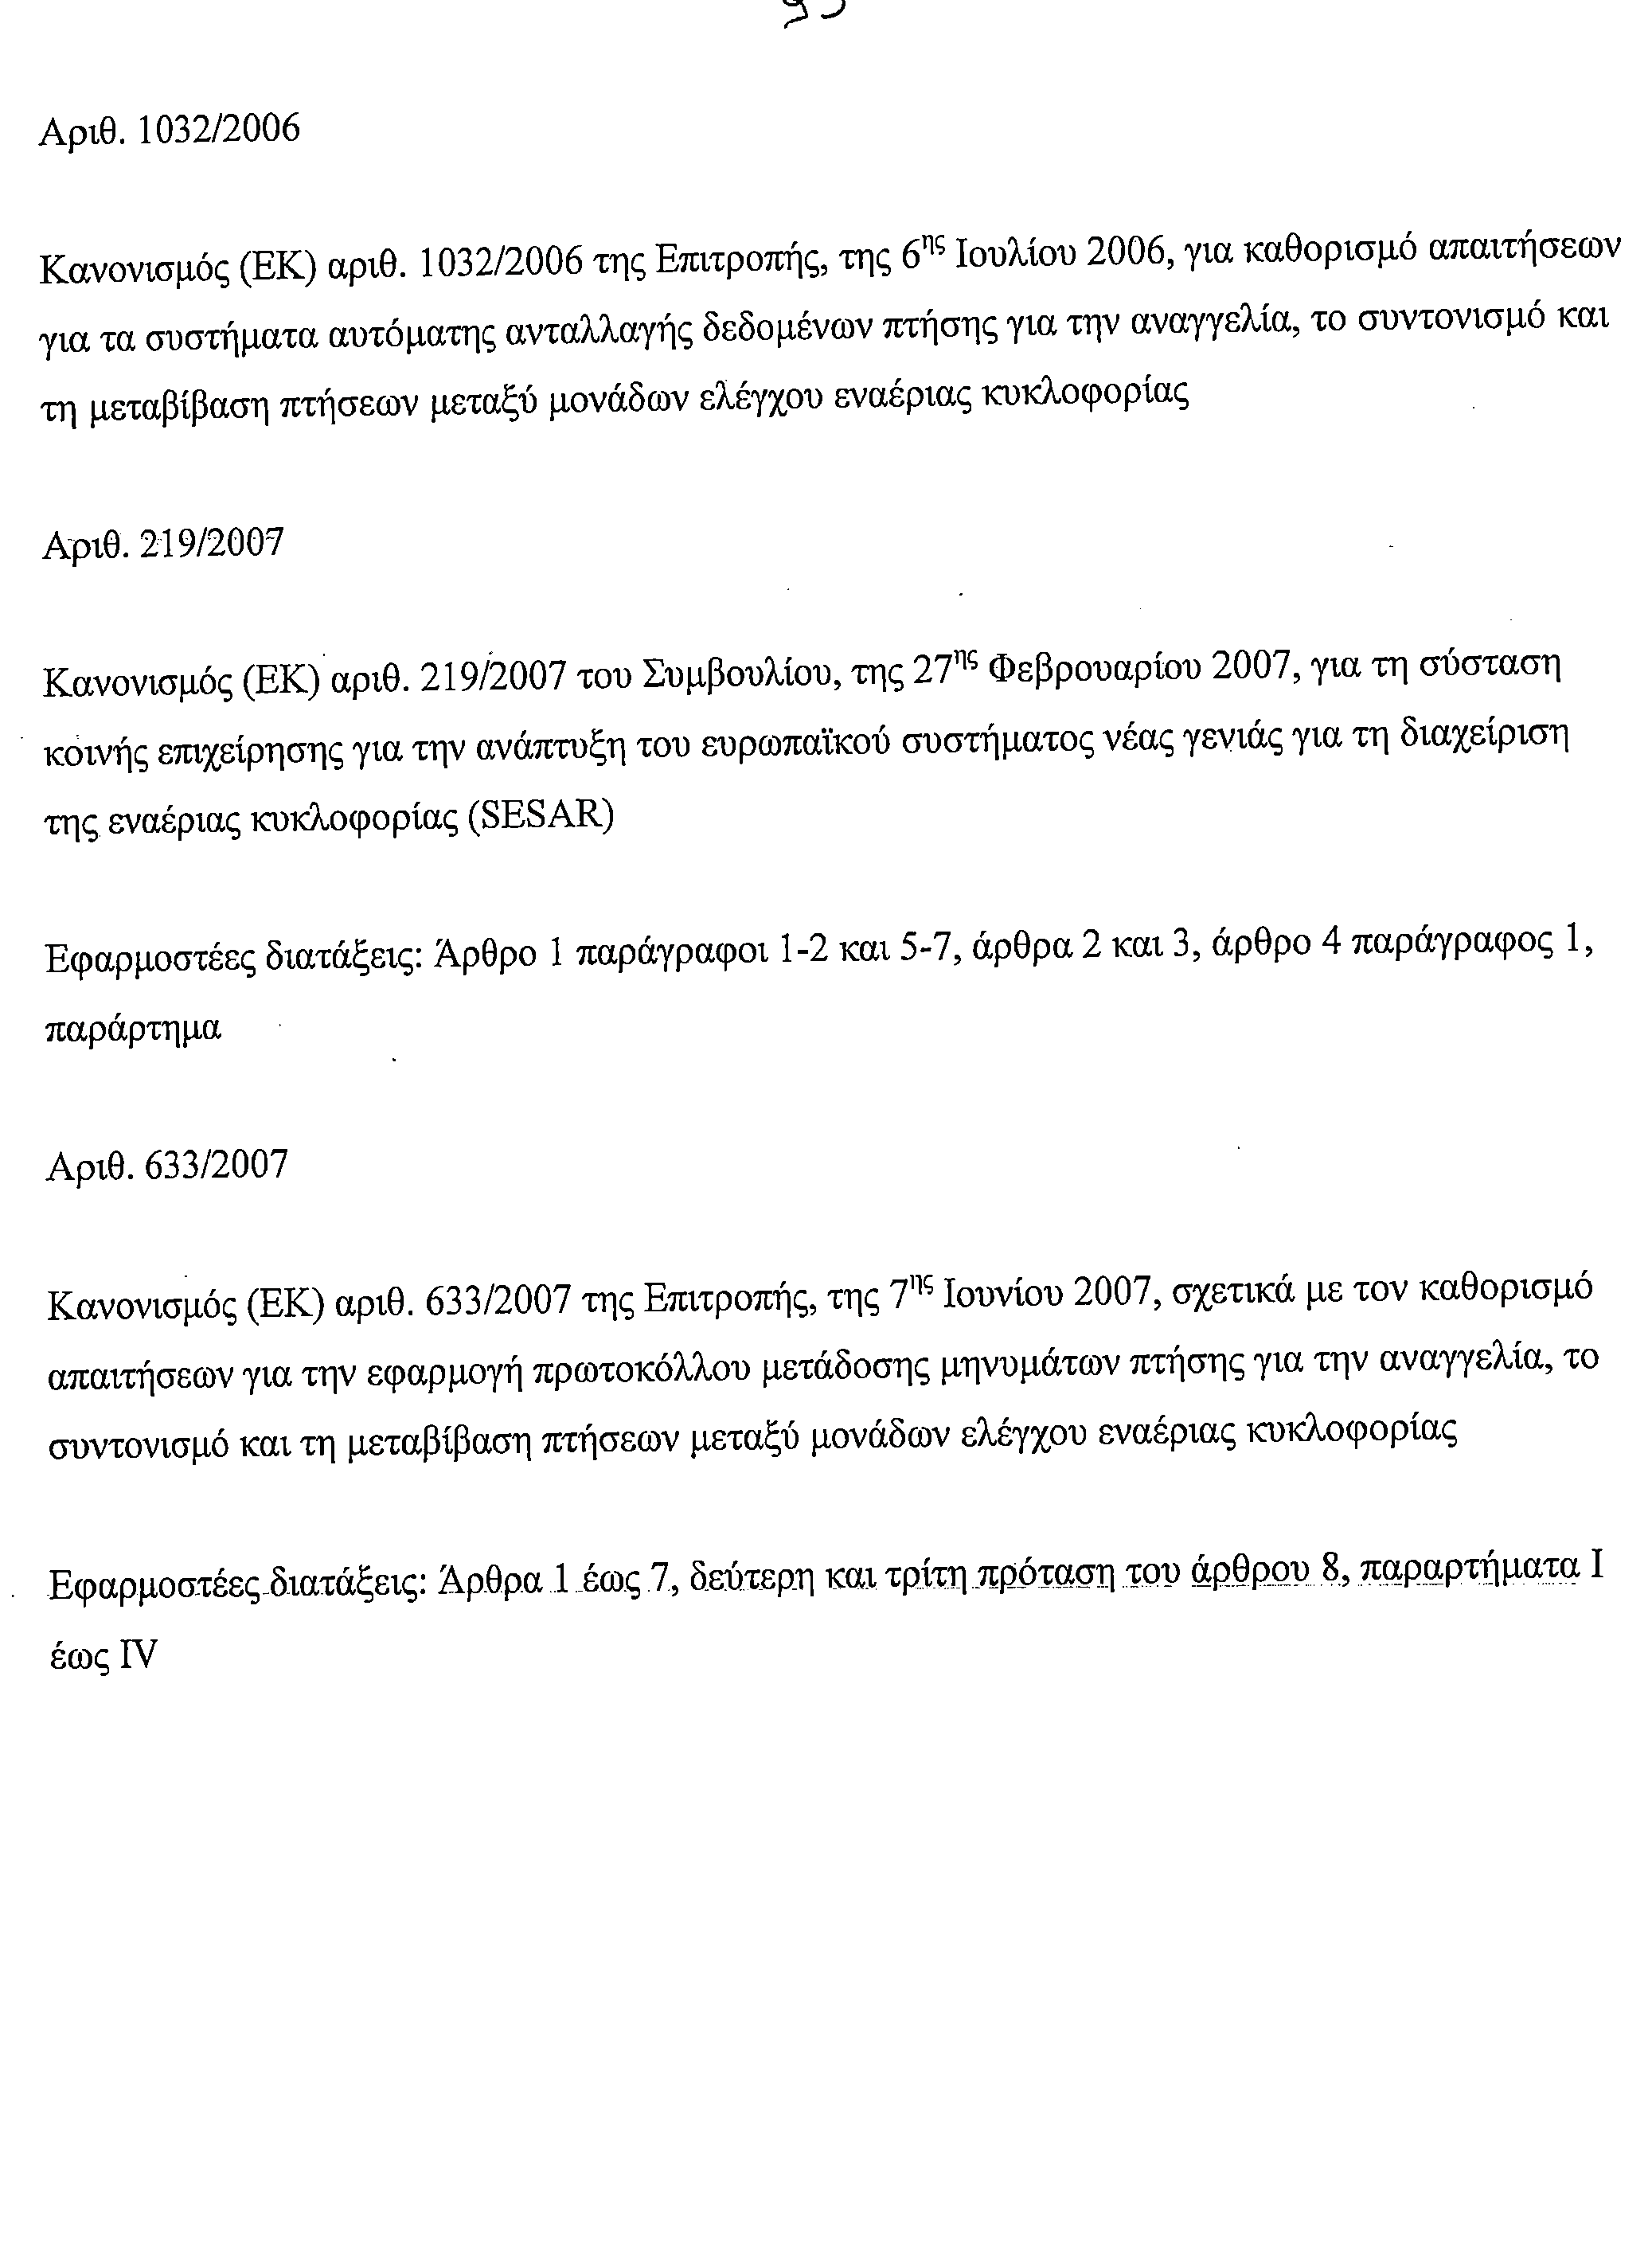 Αριθ. 1032/2006
Κανονισμός (ΕΚ) αριθ. 1032/2006 της Επιτροπής, της 6ης Ιουλίου 2006, για καθορισμό απαιτήσεων
για τα συστήματα αυτόματης ανταλλαγής δεδομένων πτήσης για την αναγγελία, το συντονισμό και
τη μεταβίβαση πτήσεων μεταξύ μονάδων ελέγχου εναέριας κυκλοφορίας
Αριθ. 219/2007
Κανονισμός (ΕΚ) αριθ. 219/2007 του Συμβουλίου, της 27ης Φεβρουαρίου 2007, για τη σύσταση
κοινής επιχείρησης για την ανάπτυξη του ευρωπαϊκού συστήματος νέας γενιάς για τη διαχείριση
της εναέριας κυκλοφορίας (SESAR)
Εφαρμοστέες διατάξεις: Άρθρο 1 παράγραφοι 1-2 και 5-7, άρθρα 2 και 3, άρθρο 4 παράγραφος 1,
παράρτημα
Αριθ. 633/2007
Κανονισμός (ΕΚ) αριθ. 633/2007 της Επιτροπής, της 7ης Ιουνίου 2007, σχετικά με τον καθορισμό
απαιτήσεων για την εφαρμογή πρωτοκόλλου μετάδοσης μηνυμάτων πτήσης για την αναγγελία, το
συντονισμό και τη μεταβίβαση πτήσεων μεταξύ μονάδων ελέγχου εναέριας κυκλοφορίας
Εφαρμοστέες διατάξεις: Άρθρα 1 έως 7, δεύτερη και τρίτη πρόταση του άρθρου 8, παραρτήματα I
έως IV